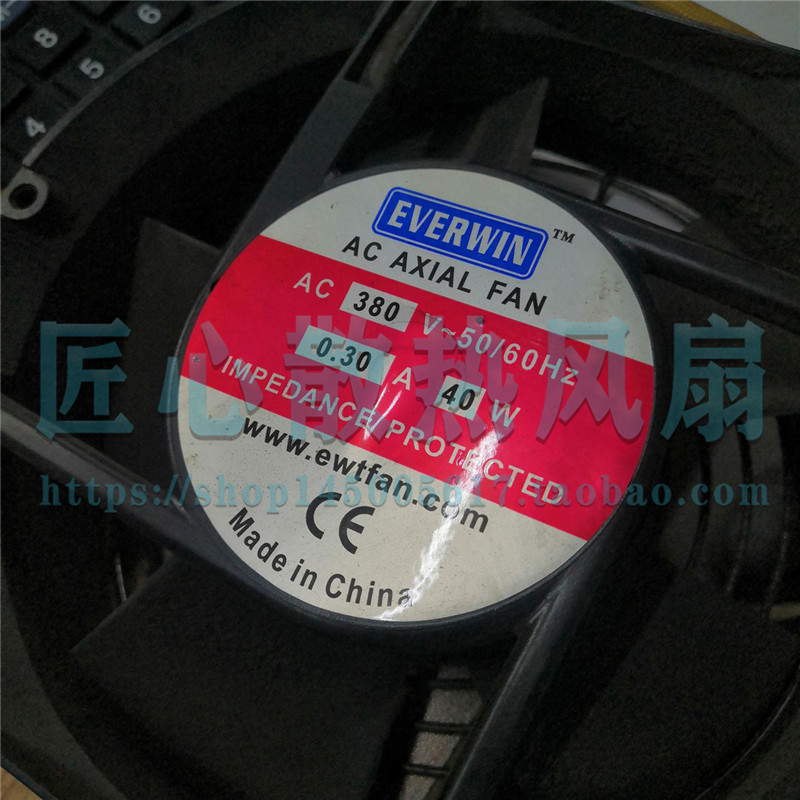 8
6
5
4
EVERWIN TM
AC AXIAL FAN
AC 380 V~50/60Hz
0.30 A 40 W
IMPEDANCE PROTECTED
www.ewtfan.com
CE
Made in China
匠心散热风扇
https://shop145005617.taobao.com